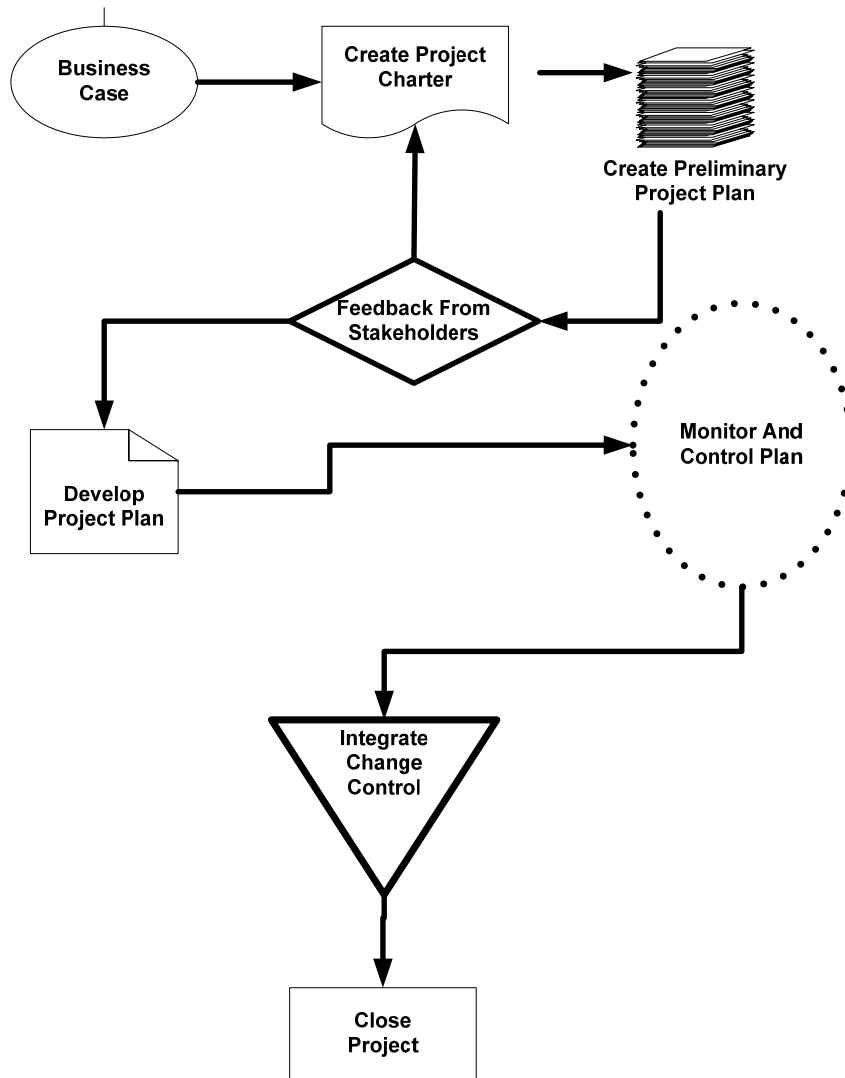 Business
Case
Create Project
Charter
Create Preliminary
Project Plan
Feedback From
Stakeholders
Monitor And
Control Plan
Develop
Project Plan
Integrate
Change
Control
Close
Project